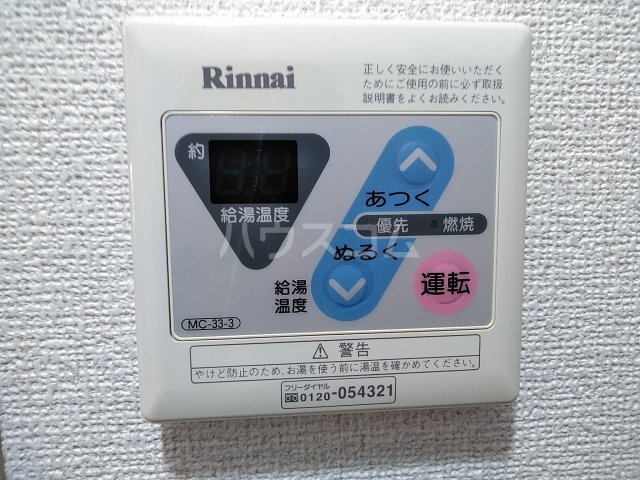 Rinnai
正しく安全にお使いいただく
ためにご使用の前に必ず取扱
説明書をよくお読みください。
約
給湯温度
あつく
優先 燃焼
ぬるく
給湯
温度
運転
MC-33-3
ハウスコム
⚠ 警告
やけど防止のため、お湯を使う前に湯温を確かめてください。
フリーダイヤル
0120-054321